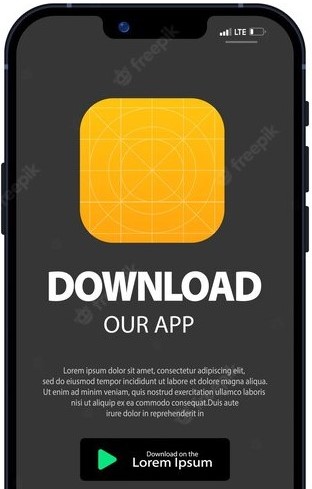 LTE
DOWNLOAD
OUR APP
Lorem ipsum dolor sit amet, consectetur adipiscing elit,
sed do eiusmod tempor incididunt ut labore et dolore magna aliqua.
Ut enim ad minim veniam, quis nostrud exercitation ullamco laboris
nisi ut aliquip ex ea commodo consequat.Duis aute
irure dolor in reprehenderit in
Download on the
Lorem Ipsum
freepik
freepik
freepik
freepik
freepik